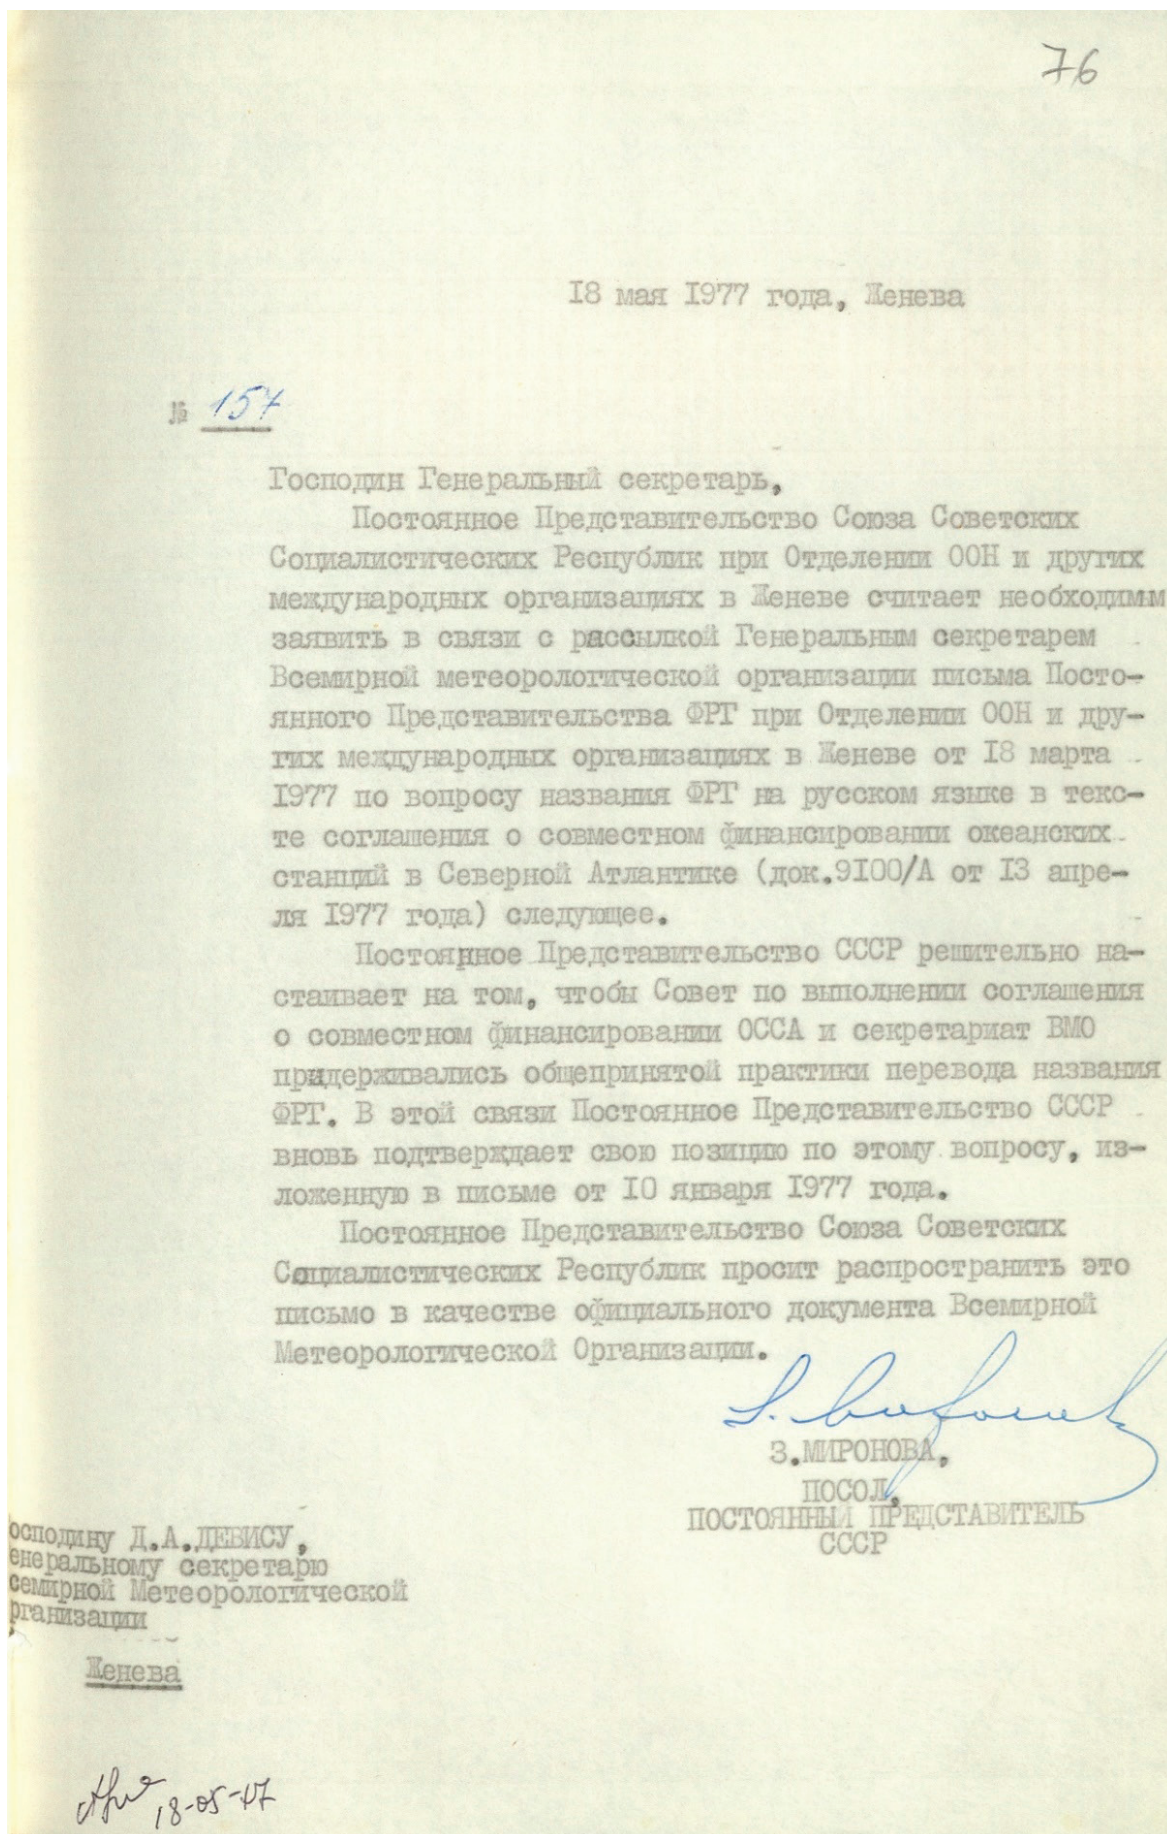 76
18 мая 1977 года, Женева
№ 157
Господин Генеральный секретарь,
Постоянное Представительство Союза Советских
Социалистических Республик при Отделении ООН и других
международных организациях в Женеве считает необходимым
заявить в связи с рассылкой Генеральным секретарем
Всемирной метеорологической организации письма Посто-
янного Представительства ФРГ при Отделении ООН и дру-
гих международных организациях в Женеве от 18 марта
1977 по вопросу названия ФРГ на русском языке в текс-
те соглашения о совместном финансировании океанских
станций в Северной Атлантике (док.9100/А от 13 апре-
ля 1977 года) следующее.
Постоянное Представительство СССР решительно на-
стаивает на том, чтобы Совет по выполнении соглашения
о совместном финансировании ОССА и секретариат ВМО
придерживались общепринятой практики перевода названия
ФРГ. В этой связи Постоянное Представительство СССР
вновь подтверждает свою позицию по этому вопросу, из-
ложенную в письме от 10 января 1977 года.
Постоянное Представительство Союза Советских
Социалистических Республик просит распространить это
письмо в качестве официального документа Всемирной
Метеорологической Организации.
З.МИРОНОВА,
ПОСОЛ,
ПОСТОЯННЫЙ ПРЕДСТАВИТЕЛЬ
СССР
осподину Д.А.ДЕВИСУ,
енеральному секретарю
семирной Метеорологической
рганизации
Женева
18-05-77